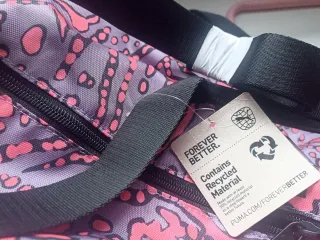 FOREVER
BETTER.
Contains
Recycled
Material
PUMA.COM/FOREVERBETTER